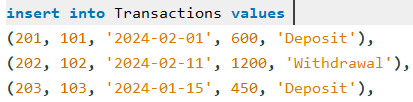 insert into Transactions values
(201, 101, '2024-02-01', 600, 'Deposit'),
(202, 102, '2024-02-11', 1200, 'Withdrawal'),
(203, 103, '2024-01-15', 450, 'Deposit'),